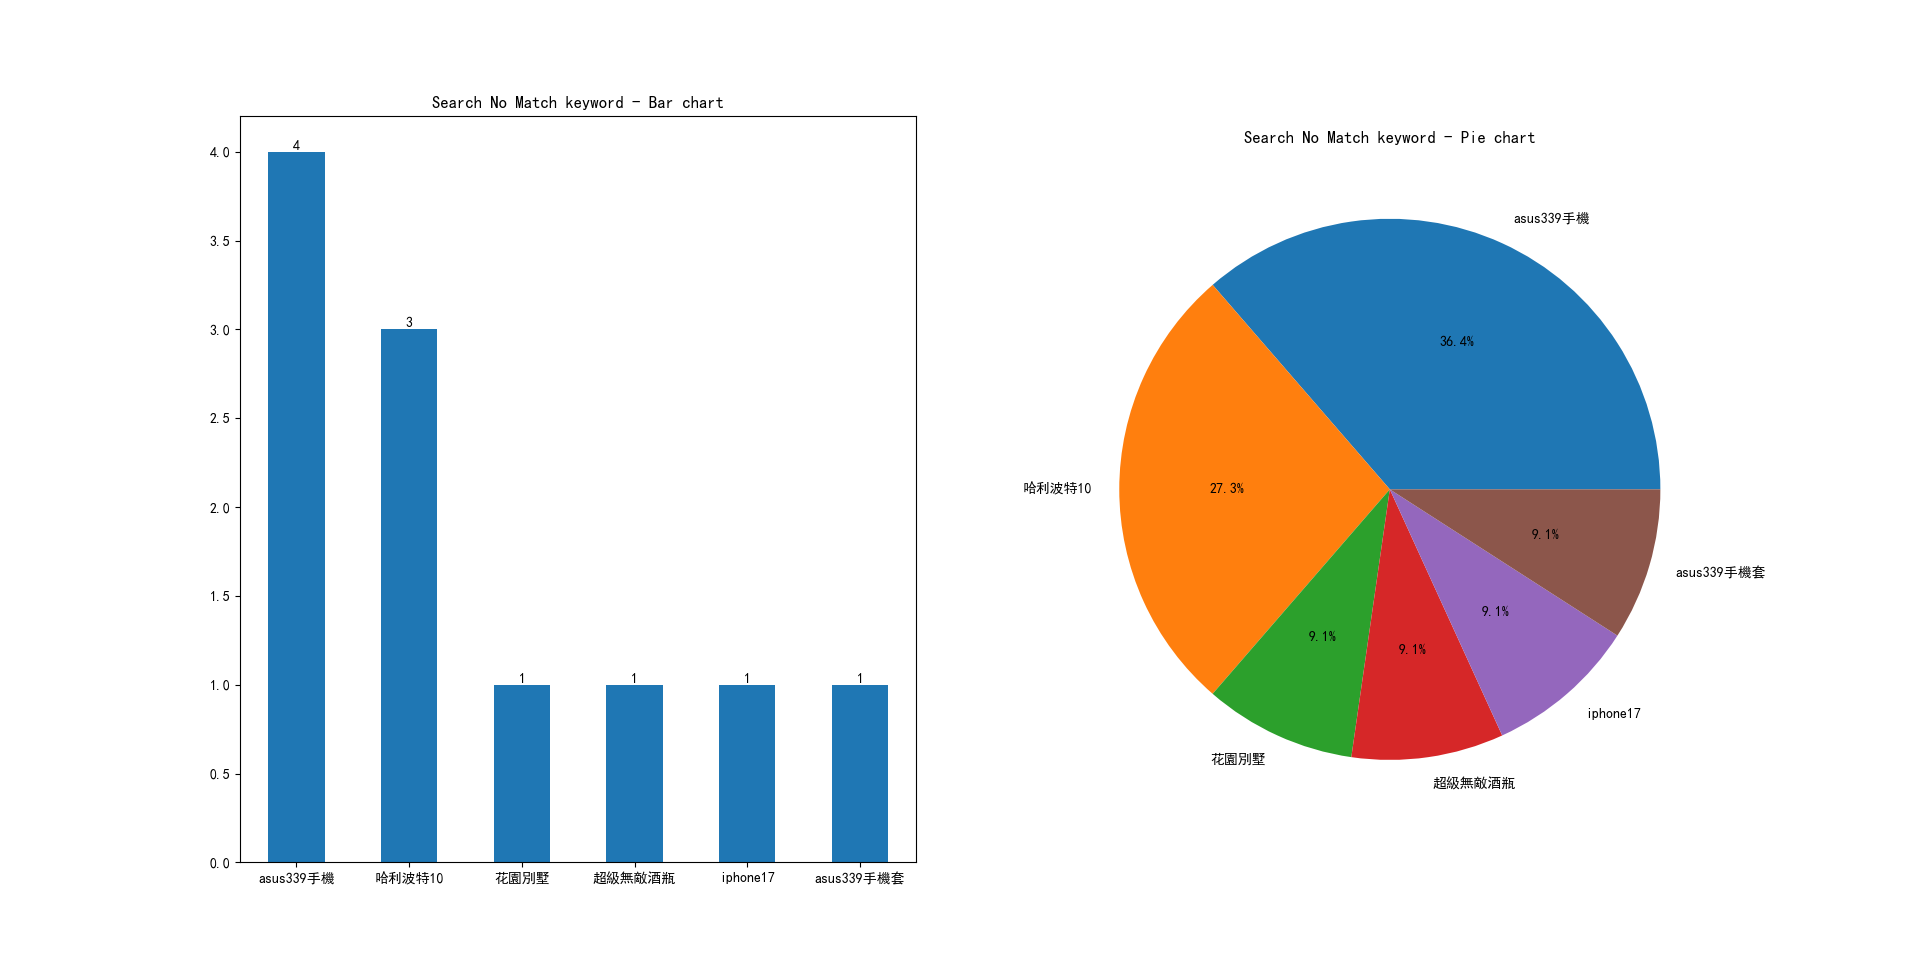 Search No Match keyword - Bar chart
4.0
3.5
3.0
2.5
2.0
1.5
1.0
0.5
0.0
4
3
1
1
1
1
asus339手機
哈利波特10
花園別墅
超級無敵酒瓶
iphone17
asus339手機套
Search No Match keyword - Pie chart
asus339手機
36.4%
哈利波特10
27.3%
花園別墅
9.1%
超級無敵酒瓶
9.1%
iphone17
9.1%
asus339手機套
9.1%